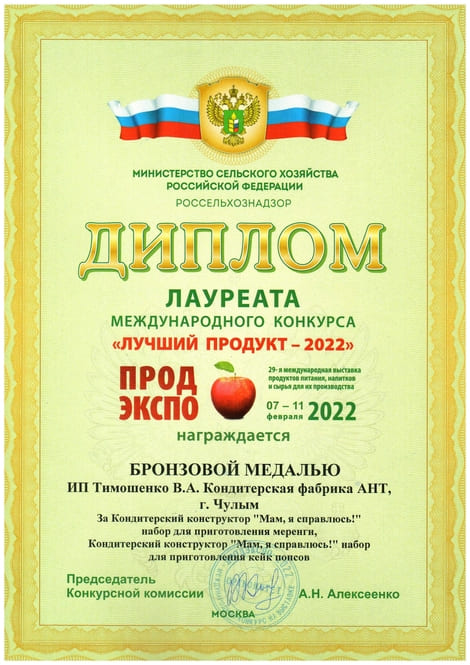 МИНИСТЕРСТВО СЕЛЬСКОГО ХОЗЯЙСТВА
РОССИЙСКОЙ ФЕДЕРАЦИИ
РОССЕЛЬХОЗНАДЗОР
ДИПЛОМ
ЛАУРЕАТА
МЕЖДУНАРОДНОГО КОНКУРСА
«ЛУЧШИЙ ПРОДУКТ – 2022»
ПРОД
ЭКСПО
29- я международная выставка
продуктов питания, напитков
и сырья для их производства
07 – 11
февраля
2022
награждается
БРОНЗОВОЙ МЕДАЛЬЮ
ИП Тимошенко В.А. Кондитерская фабрика АНТ,
г. Чулым
За Кондитерский конструктор "Мам, я справлюсь!"
набор для приготовления меренги,
Кондитерский конструктор "Мам, я справлюсь!" набор
для приготовления кейк попсов
Председатель
Конкурсной комиссии
А.Н. Алексеенко
МОСКВА